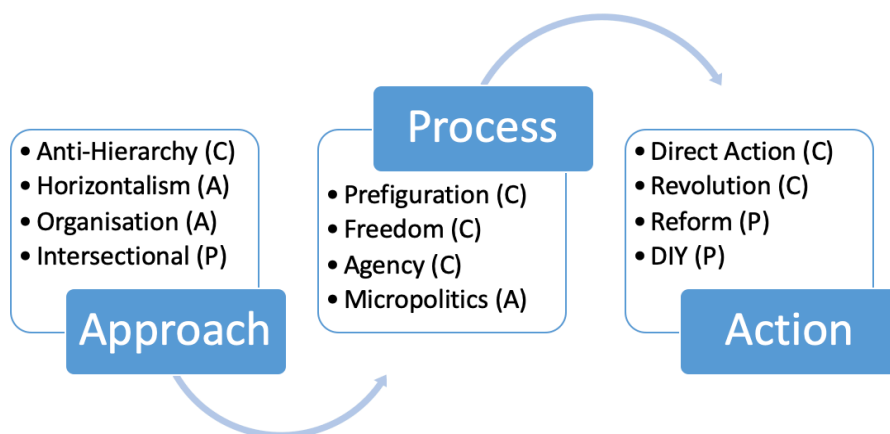 • Anti-Hierarchy (C)
• Horizontalism (A)
• Organisation (A)
• Intersectional (P)
Approach
Process
• Prefiguration (C)
• Freedom (C)
• Agency (C)
• Micropolitics (A)
• Direct Action (C)
• Revolution (C)
• Reform (P)
• DIY (P)
Action